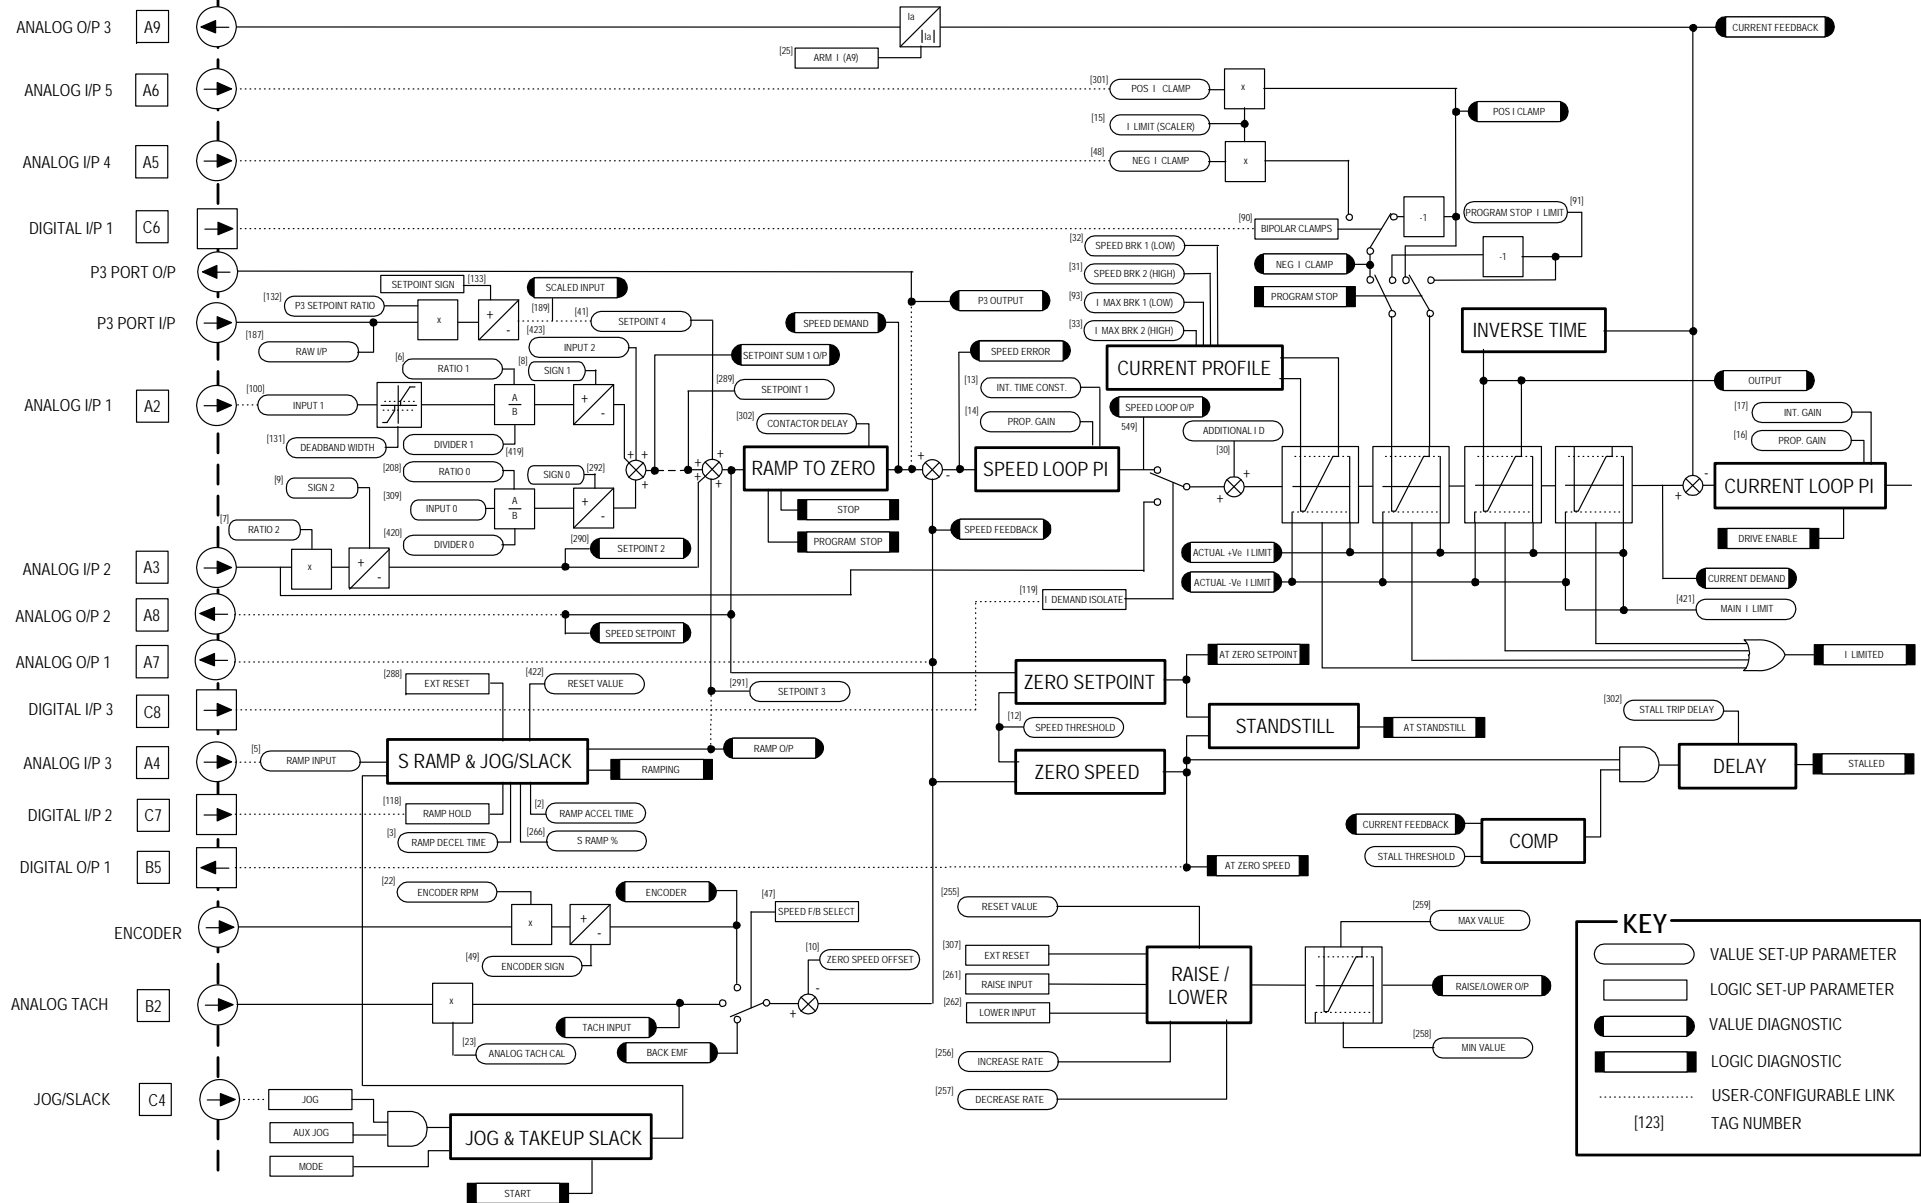 ANALOG O/P 3 A9
Ia
|Ia|
[25] ARM I (A9)
CURRENT FEEDBACK
ANALOG I/P 5 A6
[301] POS I CLAMP
x
POS I CLAMP
[15] I LIMIT (SCALER)
ANALOG I/P 4 A5
[48] NEG I CLAMP
x
DIGITAL I/P 1 C6
[90] BIPOLAR CLAMPS
-1
PROGRAM STOP I LIMIT [91]
-1
NEG I CLAMP
PROGRAM STOP
P3 PORT O/P
[32] SPEED BRK 1 (LOW)
[31] SPEED BRK 2 (HIGH)
[93] I MAX BRK 1 (LOW)
[33] I MAX BRK 2 (HIGH)
CURRENT PROFILE
P3 OUTPUT
SETPOINT SIGN [133]
[132] P3 SETPOINT RATIO
x
+
-
SCALED INPUT
[189]
[41] SETPOINT 4
P3 PORT I/P
[187] RAW I/P
[423] INPUT 2
SPEED DEMAND
INVERSE TIME
OUTPUT
[6] RATIO 1
[8] SIGN 1
SETPOINT SUM 1 O/P
SPEED ERROR
[289] SETPOINT 1
[13] INT. TIME CONST.
ANALOG I/P 1 A2
[100] INPUT 1
A
B
+
-
[131] DEADBAND WIDTH
DIVIDER 1 [419]
[302] CONTACTOR DELAY
[14] PROP. GAIN
SPEED LOOP O/P
549
ADDITIONAL I D
[30]
[17] INT. GAIN
[16] PROP. GAIN
[208] RATIO 0
SIGN 0 [292]
[9] SIGN 2
[309] INPUT 0
A
B
+
-
[420] DIVIDER 0
+ +
+
+
+
+
+
+
RAMP TO ZERO
+
-
SPEED LOOP PI
+
+
+
-
CURRENT LOOP PI
STOP
PROGRAM STOP
SPEED FEEDBACK
DRIVE ENABLE
[7] RATIO 2
x
+
-
[290] SETPOINT 2
ANALOG I/P 2 A3
ACTUAL +Ve I LIMIT
ACTUAL -Ve I LIMIT
CURRENT DEMAND
[119] I DEMAND ISOLATE
[421] MAIN I LIMIT
ANALOG O/P 2 A8
SPEED SETPOINT
ANALOG O/P 1 A7
AT ZERO SETPOINT
I LIMITED
[288] EXT RESET
[422] RESET VALUE
[291] SETPOINT 3
ZERO SETPOINT
DIGITAL I/P 3 C8
[12] SPEED THRESHOLD
STANDSTILL
AT STANDSTILL
[302] STALL TRIP DELAY
ANALOG I/P 3 A4
[5] RAMP INPUT
S RAMP & JOG/SLACK
RAMP O/P
RAMPING
ZERO SPEED
DELAY
STALLED
DIGITAL I/P 2 C7
[118] RAMP HOLD
[2] RAMP ACCEL TIME
[3] RAMP DECEL TIME
[266] S RAMP %
CURRENT FEEDBACK
COMP
STALL THRESHOLD
DIGITAL O/P 1 B5
AT ZERO SPEED
[22] ENCODER RPM
ENCODER
[47] SPEED F/B SELECT
ENCODER
x
+
-
[49] ENCODER SIGN
[10] ZERO SPEED OFFSET
-
+
ANALOG TACH B2
x
TACH INPUT
[23] ANALOG TACH CAL
BACK EMF
[255] RESET VALUE
[307] EXT RESET
[261] RAISE INPUT
[262] LOWER INPUT
[256] INCREASE RATE
[257] DECREASE RATE
RAISE /
LOWER
[259] MAX VALUE
RAISE/LOWER O/P
[258] MIN VALUE
JOG/SLACK C4
JOG
AUX JOG
MODE
JOG & TAKEUP SLACK
START
KEY
VALUE SET-UP PARAMETER
LOGIC SET-UP PARAMETER
VALUE DIAGNOSTIC
LOGIC DIAGNOSTIC
USER-CONFIGURABLE LINK
[123] TAG NUMBER